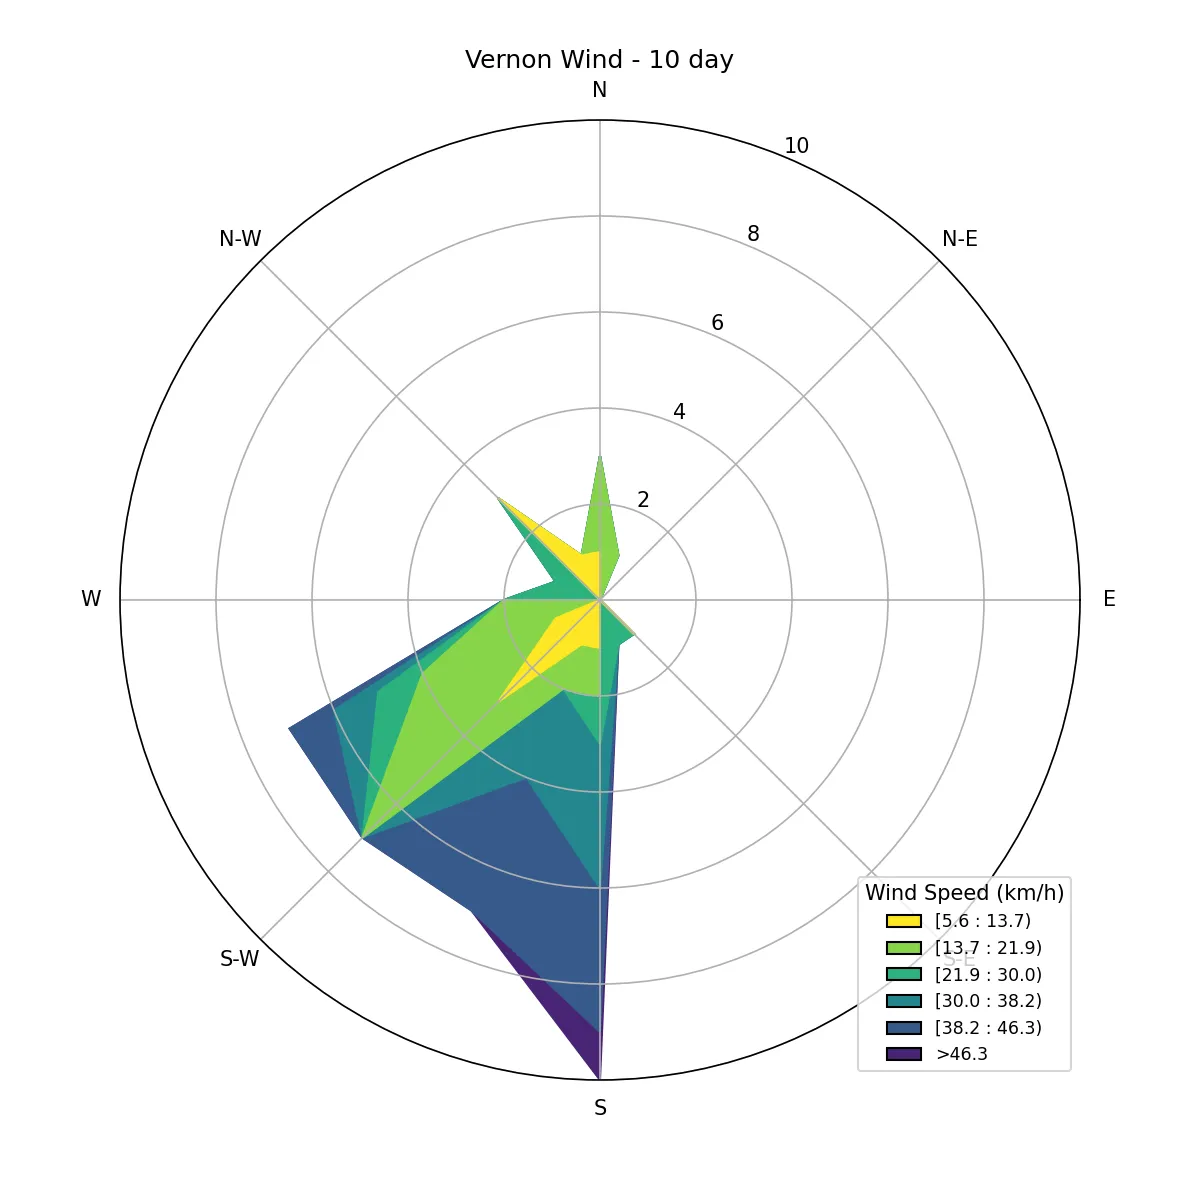 Vernon Wind - 10 day
N
10
N-W
N-E
8
6
4
2
W
E
S-W
S-E
S
Wind Speed (km/h)
[5.6 : 13.7)
[13.7 : 21.9)
[21.9 : 30.0)
[30.0 : 38.2)
[38.2 : 46.3)
>46.3